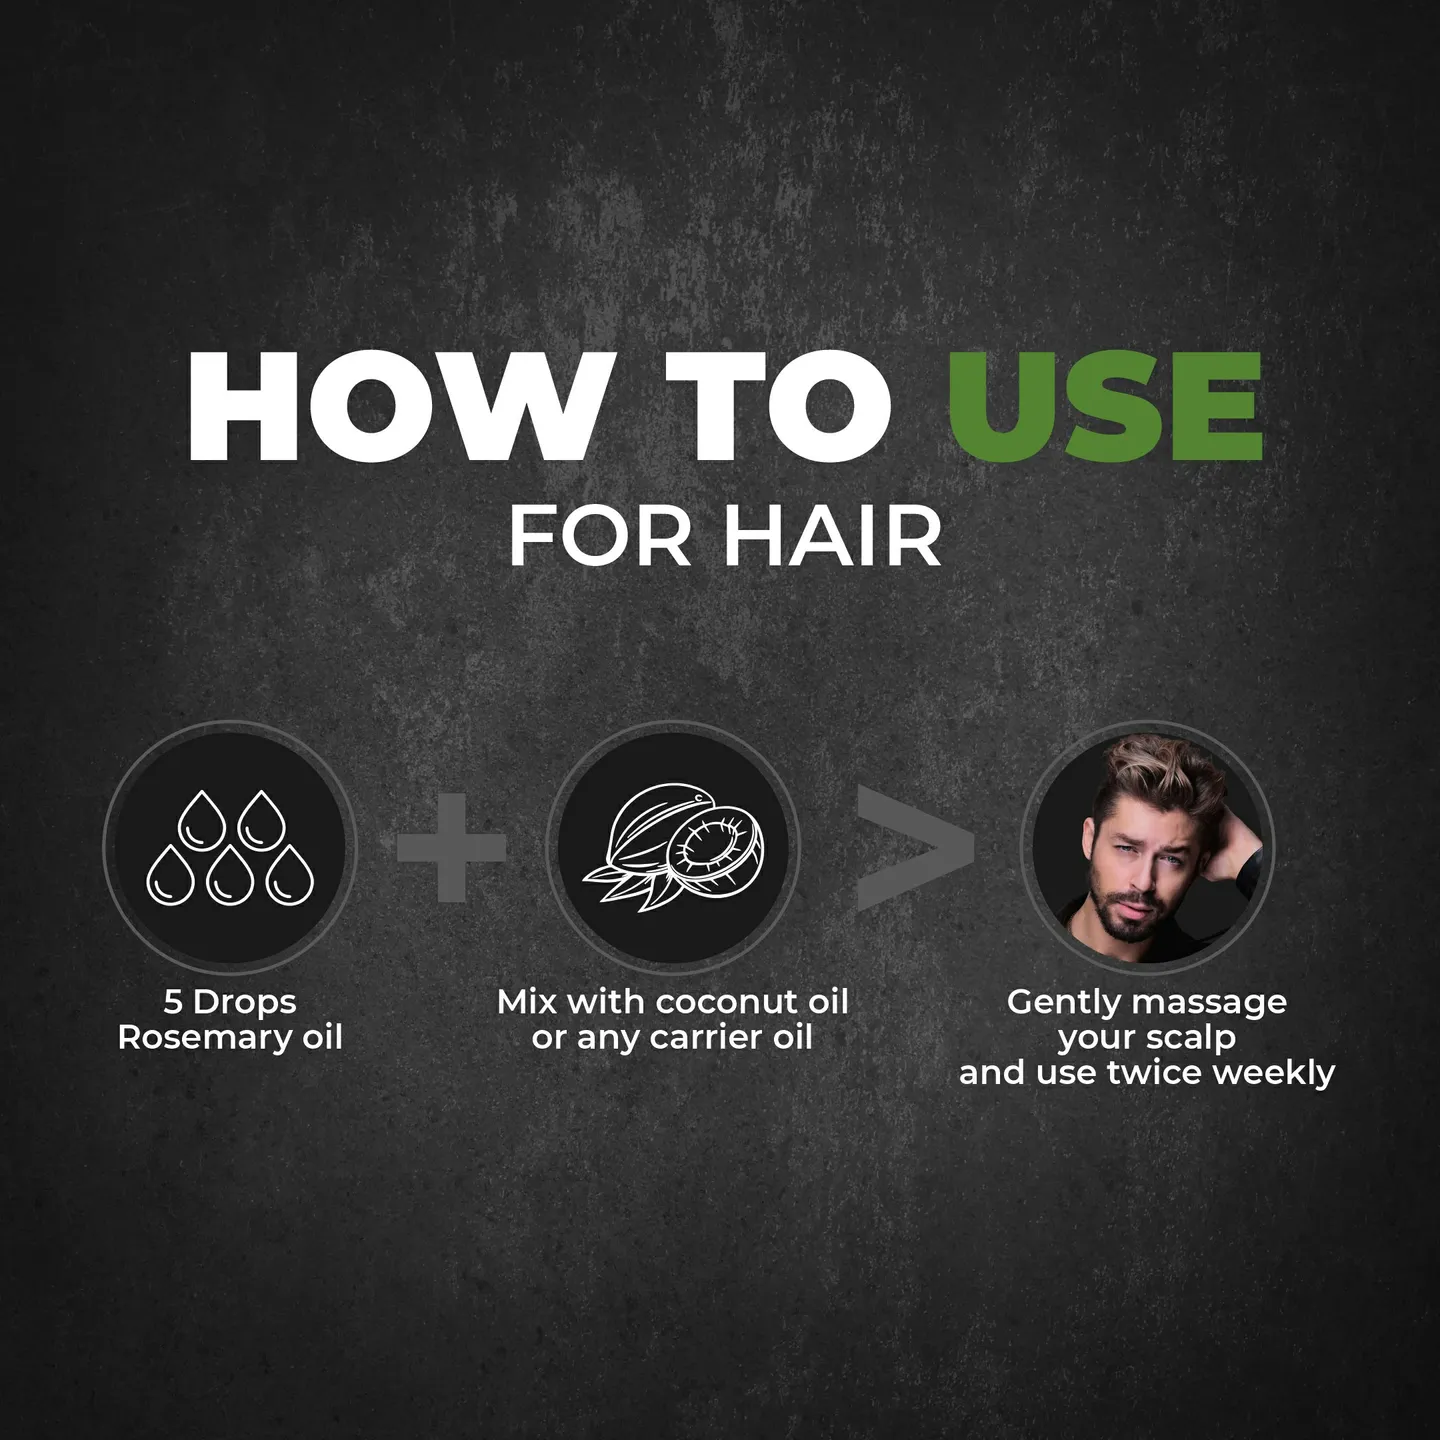 HOW TO USE
FOR HAIR
5 Drops
Rosemary oil
Mix with coconut oil
or any carrier oil
Gently massage
your scalp
and use twice weekly